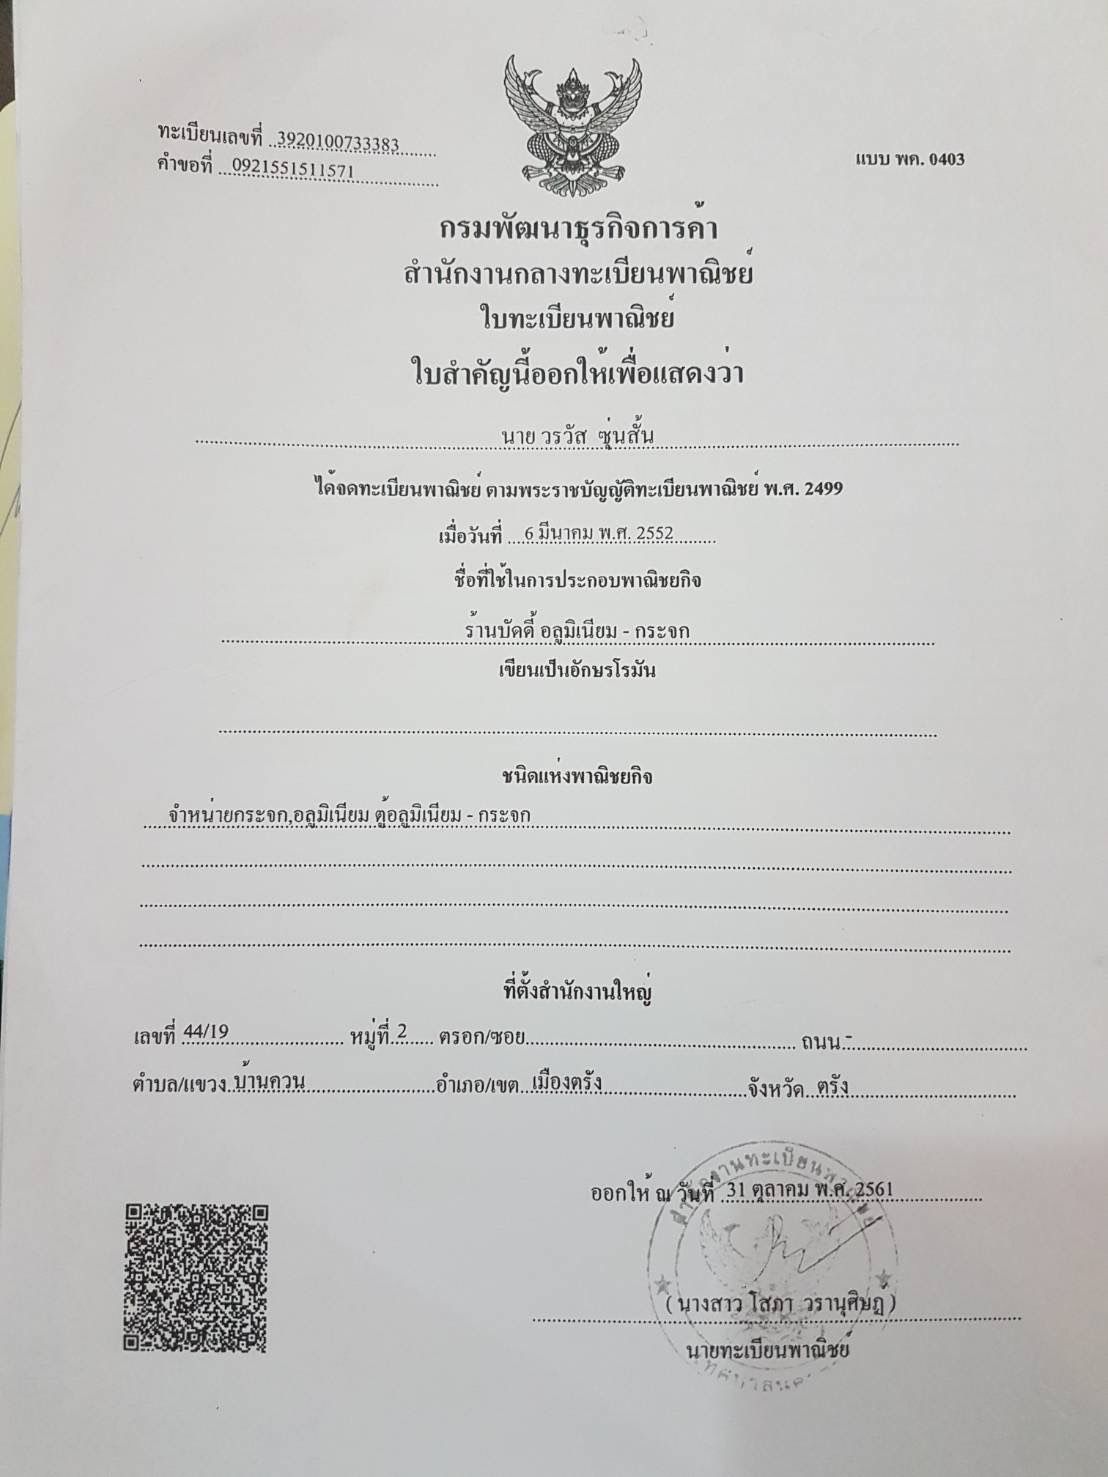 ทะเบียนเลขที่ 3920100733383
คำขอที่ 0921551511571
แบบ พค. 0403
กรมพัฒนาธุรกิจการค้า
สำนักงานกลางทะเบียนพาณิชย์
ใบทะเบียนพาณิชย์
ใบสำคัญนี้ออกให้เพื่อแสดงว่า
นาย วรวัส ซุ่นสั้น
ได้จดทะเบียนพาณิชย์ ตามพระราชบัญญัติทะเบียนพาณิชย์ พ.ศ. 2499
เมื่อวันที่ 6 มีนาคม พ.ศ. 2552
ชื่อที่ใช้ในการประกอบพาณิชยกิจ
ร้านบัดดี้ อลูมิเนียม - กระจก
เขียนเป็นอักษรโรมัน
ชนิดแห่งพาณิชยกิจ
จำหน่ายกระจก,อลูมิเนียม ตู้อลูมิเนียม - กระจก
ที่ตั้งสำนักงานใหญ่
เลขที่ 44/19 หมู่ที่ 2 ตรอก/ซอย ถนน -
ตำบล/แขวง บ้านควน อำเภอ/เขต เมืองตรัง จังหวัด ตรัง
สำนักงานทะเบียนพาณิชย์
ออกให้ ณ วันที่ 31 ตุลาคม พ.ศ. 2561
( นางสาว โสภา วรานุศิษฏ์ )
นายทะเบียนพาณิชย์